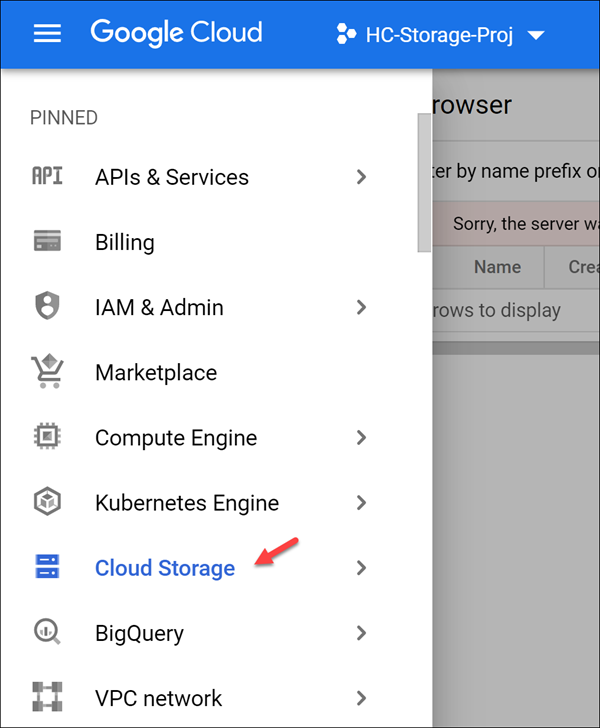 Google Cloud HC-Storage-Proj
PINNED
rowser
API APIs & Services
ter by name prefix o
Sorry, the server wa
Billing
Name Crea
IAM & Admin
rows to display
Marketplace
Compute Engine
Kubernetes Engine
Cloud Storage
BigQuery
VPC network